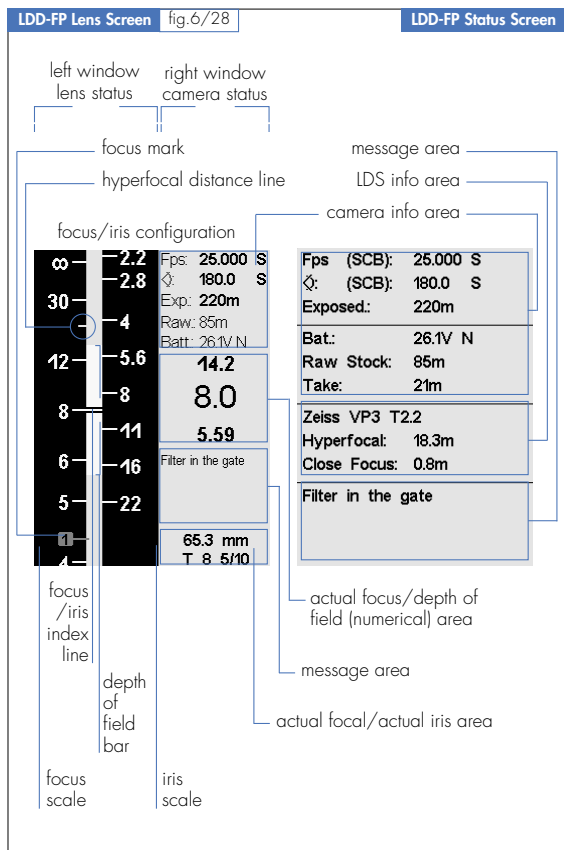 LDD-FP Lens Screen fig.6/28 LDD-FP Status Screen
left window
lens status
right window
camera status
focus mark
hyperfocal distance line
focus/iris configuration
message area
LDS info area
camera info area
∞
30
12
8
6
5
1
4
2.2
2.8
4
5.6
8
11
16
22
Fps: 25.000 S
180.0 S
Exp.: 220m
Raw.: 85m
Batt: 26.1V N
14.2
8.0
5.59
Filter in the gate
65.3 mm
T 8 5/10
Fps (SCB): 25.000 S
(SCB): 180.0 S
Exposed.: 220m
Bat.: 26.1V N
Raw Stock: 85m
Take: 21m
Zeiss VP3 T2.2
Hyperfocal: 18.3m
Close Focus: 0.8m
Filter in the gate
focus
/iris
index
line
depth
of
field
bar
focus
scale
iris
scale
actual focus/depth of
field (numerical) area
message area
actual focal/actual iris area